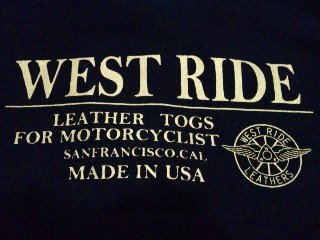 WEST RIDE
LEATHER TOGS
FOR MOTORCYCLIST
SANFRANCISCO.CAL
MADE IN USA
WEST RIDE
LEATHERS